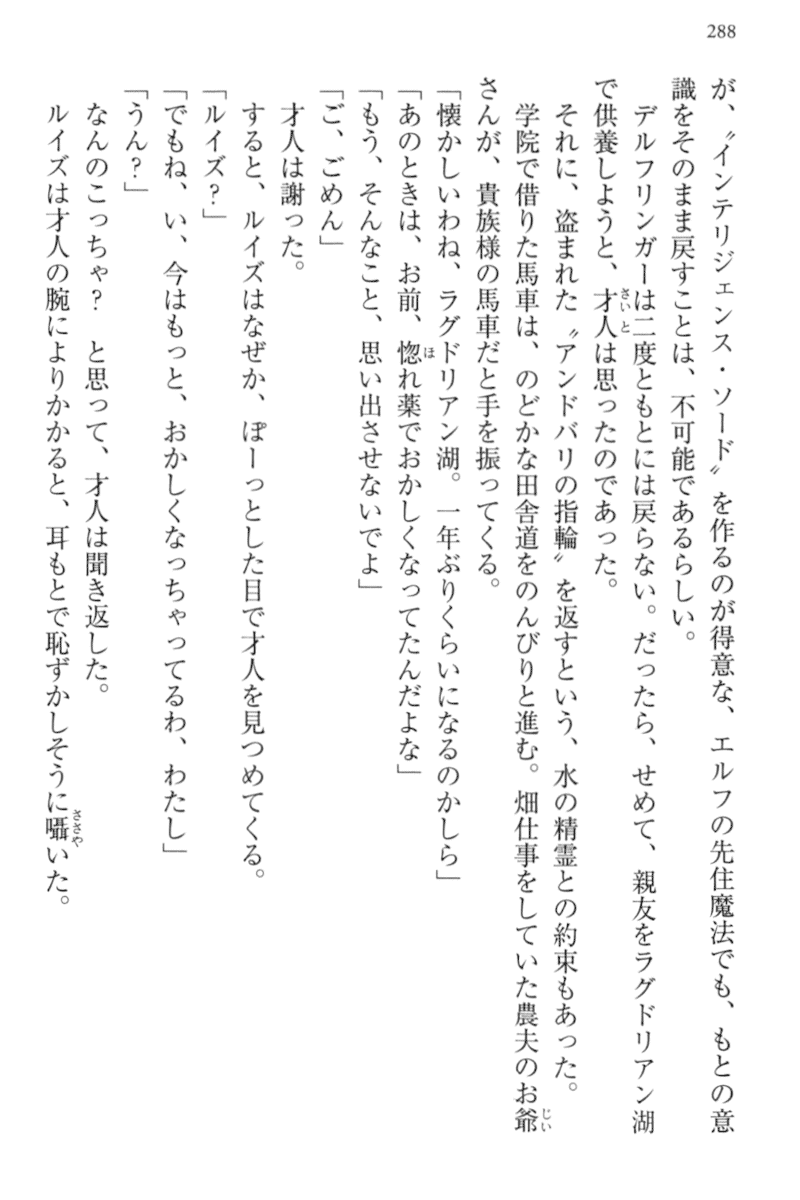 288
が、〝インテリジェンス・ソード〟を作るのが得意な、エルフの先住魔法でも、もとの意
識をそのまま戻すことは、不可能であるらしい。
デルフリンガーは二度ともとには戻らない。だったら、せめて、親友をラグドリアン湖
で供養しようと、才人は思ったのであった。
それに、盗まれた〝アンドバリの指輪〟を返すという、水の精霊との約束もあった。
学院で借りた馬車は、のどかな田舎道をのんびりと進む。畑仕事をしていた農夫のお爺
さんが、貴族様の馬車だと手を振ってくる。
「懐かしいわね、ラグドリアン湖。一年ぶりくらいになるのかしら」
「あのときは、お前、惚れ薬でおかしくなってたんだよな」
「もう、そんなこと、思い出させないでよ」
「ご、ごめん」
才人は謝った。
すると、ルイズはなぜか、ぽーっとした目で才人を見つめてくる。
「ルイズ?」
「でもね、い、今はもっと、おかしくなっちゃってるわ、わたし」
「うん?」
なんのこっちゃ? と思って、才人は聞き返した。
ルイズは才人の腕によりかかると、耳もとで恥ずかしそうに囁いた。